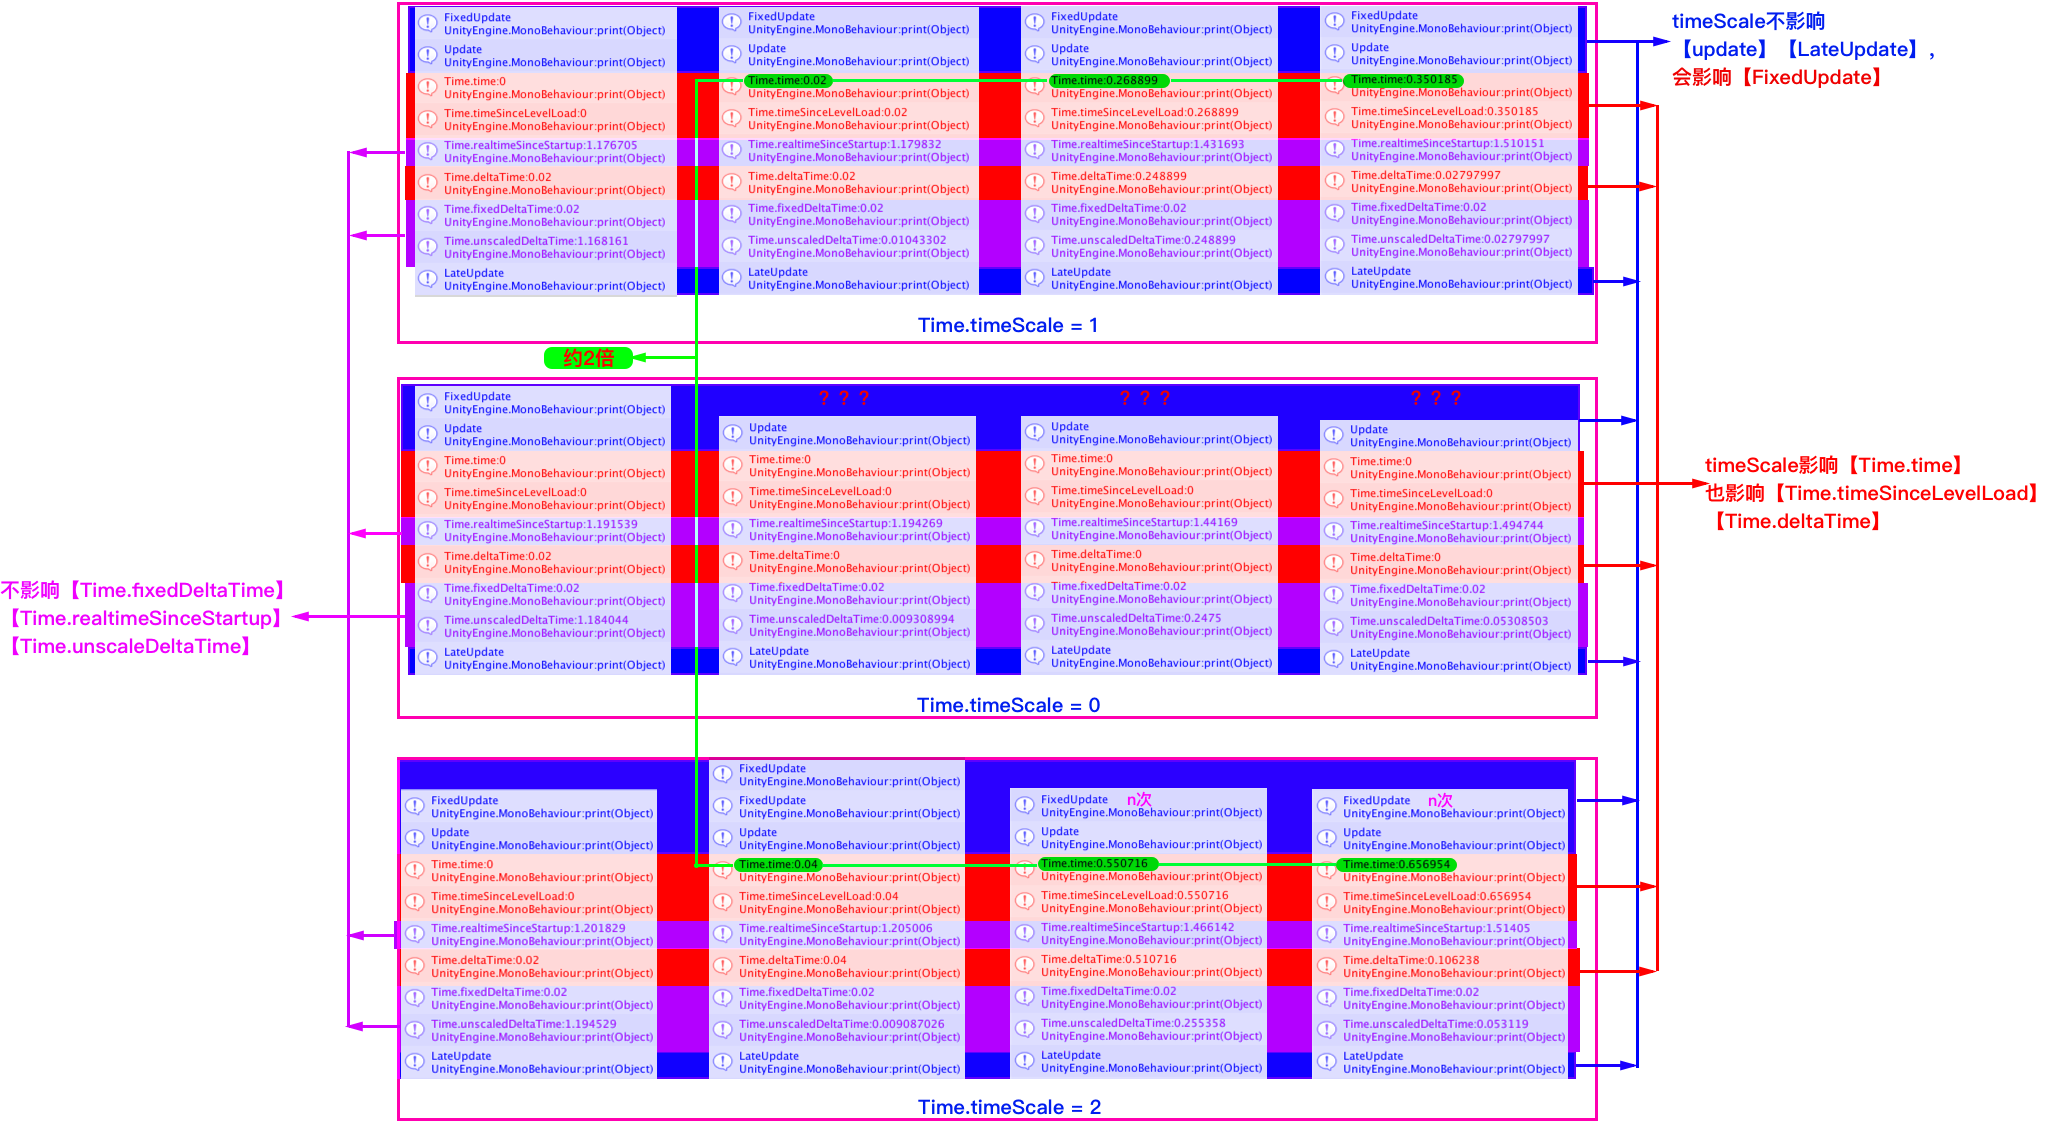 FixedUpdate
UnityEngine.MonoBehaviour:print(Object)
Update
UnityEngine.MonoBehaviour:print(Object)
Time.time:0
UnityEngine.MonoBehaviour:print(Object)
Time.timeSinceLevelLoad:0
UnityEngine.MonoBehaviour:print(Object)
Time.realtimeSinceStartup:1.176705
UnityEngine.MonoBehaviour:print(Object)
Time.deltaTime:0.02
UnityEngine.MonoBehaviour:print(Object)
Time.fixedDeltaTime:0.02
UnityEngine.MonoBehaviour:print(Object)
Time.unscaledDeltaTime:1.168161
UnityEngine.MonoBehaviour:print(Object)
LateUpdate
UnityEngine.MonoBehaviour:print(Object)
FixedUpdate
UnityEngine.MonoBehaviour:print(Object)
Update
UnityEngine.MonoBehaviour:print(Object)
Time.time:0.02
UnityEngine.MonoBehaviour:print(Object)
Time.timeSinceLevelLoad:0.02
UnityEngine.MonoBehaviour:print(Object)
Time.realtimeSinceStartup:1.179832
UnityEngine.MonoBehaviour:print(Object)
Time.deltaTime:0.02
UnityEngine.MonoBehaviour:print(Object)
Time.fixedDeltaTime:0.02
UnityEngine.MonoBehaviour:print(Object)
Time.unscaledDeltaTime:0.01043302
UnityEngine.MonoBehaviour:print(Object)
LateUpdate
UnityEngine.MonoBehaviour:print(Object)
FixedUpdate
UnityEngine.MonoBehaviour:print(Object)
Update
UnityEngine.MonoBehaviour:print(Object)
Time.time:0.268899
UnityEngine.MonoBehaviour:print(Object)
Time.timeSinceLevelLoad:0.268899
UnityEngine.MonoBehaviour:print(Object)
Time.realtimeSinceStartup:1.431693
UnityEngine.MonoBehaviour:print(Object)
Time.deltaTime:0.248899
UnityEngine.MonoBehaviour:print(Object)
Time.fixedDeltaTime:0.02
UnityEngine.MonoBehaviour:print(Object)
Time.unscaledDeltaTime:0.248899
UnityEngine.MonoBehaviour:print(Object)
LateUpdate
UnityEngine.MonoBehaviour:print(Object)
FixedUpdate
UnityEngine.MonoBehaviour:print(Object)
Update
UnityEngine.MonoBehaviour:print(Object)
Time.time:0.350185
UnityEngine.MonoBehaviour:print(Object)
Time.timeSinceLevelLoad:0.350185
UnityEngine.MonoBehaviour:print(Object)
Time.realtimeSinceStartup:1.510151
UnityEngine.MonoBehaviour:print(Object)
Time.deltaTime:0.02797997
UnityEngine.MonoBehaviour:print(Object)
Time.fixedDeltaTime:0.02
UnityEngine.MonoBehaviour:print(Object)
Time.unscaledDeltaTime:0.02797997
UnityEngine.MonoBehaviour:print(Object)
LateUpdate
UnityEngine.MonoBehaviour:print(Object)
Time.timeScale = 1
timeScale不影响
【update】【LateUpdate】,
会影响【FixedUpdate】
约2倍
FixedUpdate
UnityEngine.MonoBehaviour:print(Object)
Update
UnityEngine.MonoBehaviour:print(Object)
Time.time:0
UnityEngine.MonoBehaviour:print(Object)
Time.timeSinceLevelLoad:0
UnityEngine.MonoBehaviour:print(Object)
Time.realtimeSinceStartup:1.191539
UnityEngine.MonoBehaviour:print(Object)
Time.deltaTime:0.02
UnityEngine.MonoBehaviour:print(Object)
Time.fixedDeltaTime:0.02
UnityEngine.MonoBehaviour:print(Object)
Time.unscaledDeltaTime:1.184044
UnityEngine.MonoBehaviour:print(Object)
LateUpdate
UnityEngine.MonoBehaviour:print(Object)
? ? ?
Update
UnityEngine.MonoBehaviour:print(Object)
Time.time:0
UnityEngine.MonoBehaviour:print(Object)
Time.timeSinceLevelLoad:0
UnityEngine.MonoBehaviour:print(Object)
Time.realtimeSinceStartup:1.194269
UnityEngine.MonoBehaviour:print(Object)
Time.deltaTime:0
UnityEngine.MonoBehaviour:print(Object)
Time.fixedDeltaTime:0.02
UnityEngine.MonoBehaviour:print(Object)
Time.unscaledDeltaTime:0.009308994
UnityEngine.MonoBehaviour:print(Object)
LateUpdate
UnityEngine.MonoBehaviour:print(Object)
? ? ?
Update
UnityEngine.MonoBehaviour:print(Object)
Time.time:0
UnityEngine.MonoBehaviour:print(Object)
Time.timeSinceLevelLoad:0
UnityEngine.MonoBehaviour:print(Object)
Time.realtimeSinceStartup:1.44169
UnityEngine.MonoBehaviour:print(Object)
Time.deltaTime:0
UnityEngine.MonoBehaviour:print(Object)
Time.fixedDeltaTime:0.02
UnityEngine.MonoBehaviour:print(Object)
Time.unscaledDeltaTime:0.2475
UnityEngine.MonoBehaviour:print(Object)
LateUpdate
UnityEngine.MonoBehaviour:print(Object)
? ? ?
Update
UnityEngine.MonoBehaviour:print(Object)
Time.time:0
UnityEngine.MonoBehaviour:print(Object)
Time.timeSinceLevelLoad:0
UnityEngine.MonoBehaviour:print(Object)
Time.realtimeSinceStartup:1.494744
UnityEngine.MonoBehaviour:print(Object)
Time.deltaTime:0
UnityEngine.MonoBehaviour:print(Object)
Time.fixedDeltaTime:0.02
UnityEngine.MonoBehaviour:print(Object)
Time.unscaledDeltaTime:0.05308503
UnityEngine.MonoBehaviour:print(Object)
LateUpdate
UnityEngine.MonoBehaviour:print(Object)
Time.timeScale = 0
timeScale影响【Time.time】
也影响【Time.timeSinceLevelLoad】
【Time.deltaTime】
不影响【Time.fixedDeltaTime】
【Time.realtimeSinceStartup】
【Time.unscaleDeltaTime】
FixedUpdate
UnityEngine.MonoBehaviour:print(Object)
Update
UnityEngine.MonoBehaviour:print(Object)
Time.time:0
UnityEngine.MonoBehaviour:print(Object)
Time.timeSinceLevelLoad:0
UnityEngine.MonoBehaviour:print(Object)
Time.realtimeSinceStartup:1.201829
UnityEngine.MonoBehaviour:print(Object)
Time.deltaTime:0.02
UnityEngine.MonoBehaviour:print(Object)
Time.fixedDeltaTime:0.02
UnityEngine.MonoBehaviour:print(Object)
Time.unscaledDeltaTime:1.194529
UnityEngine.MonoBehaviour:print(Object)
LateUpdate
UnityEngine.MonoBehaviour:print(Object)
FixedUpdate
UnityEngine.MonoBehaviour:print(Object)
FixedUpdate
UnityEngine.MonoBehaviour:print(Object)
Update
UnityEngine.MonoBehaviour:print(Object)
Time.time:0.04
UnityEngine.MonoBehaviour:print(Object)
Time.timeSinceLevelLoad:0.04
UnityEngine.MonoBehaviour:print(Object)
Time.realtimeSinceStartup:1.205006
UnityEngine.MonoBehaviour:print(Object)
Time.deltaTime:0.04
UnityEngine.MonoBehaviour:print(Object)
Time.fixedDeltaTime:0.02
UnityEngine.MonoBehaviour:print(Object)
Time.unscaledDeltaTime:0.009087026
UnityEngine.MonoBehaviour:print(Object)
LateUpdate
UnityEngine.MonoBehaviour:print(Object)
FixedUpdate n次
UnityEngine.MonoBehaviour:print(Object)
Update
UnityEngine.MonoBehaviour:print(Object)
Time.time:0.550716
UnityEngine.MonoBehaviour:print(Object)
Time.timeSinceLevelLoad:0.550716
UnityEngine.MonoBehaviour:print(Object)
Time.realtimeSinceStartup:1.466142
UnityEngine.MonoBehaviour:print(Object)
Time.deltaTime:0.510716
UnityEngine.MonoBehaviour:print(Object)
Time.fixedDeltaTime:0.02
UnityEngine.MonoBehaviour:print(Object)
Time.unscaledDeltaTime:0.255358
UnityEngine.MonoBehaviour:print(Object)
LateUpdate
UnityEngine.MonoBehaviour:print(Object)
FixedUpdate n次
UnityEngine.MonoBehaviour:print(Object)
Update
UnityEngine.MonoBehaviour:print(Object)
Time.time:0.656954
UnityEngine.MonoBehaviour:print(Object)
Time.timeSinceLevelLoad:0.656954
UnityEngine.MonoBehaviour:print(Object)
Time.realtimeSinceStartup:1.51405
UnityEngine.MonoBehaviour:print(Object)
Time.deltaTime:0.106238
UnityEngine.MonoBehaviour:print(Object)
Time.fixedDeltaTime:0.02
UnityEngine.MonoBehaviour:print(Object)
Time.unscaledDeltaTime:0.053119
UnityEngine.MonoBehaviour:print(Object)
LateUpdate
UnityEngine.MonoBehaviour:print(Object)
Time.timeScale = 2